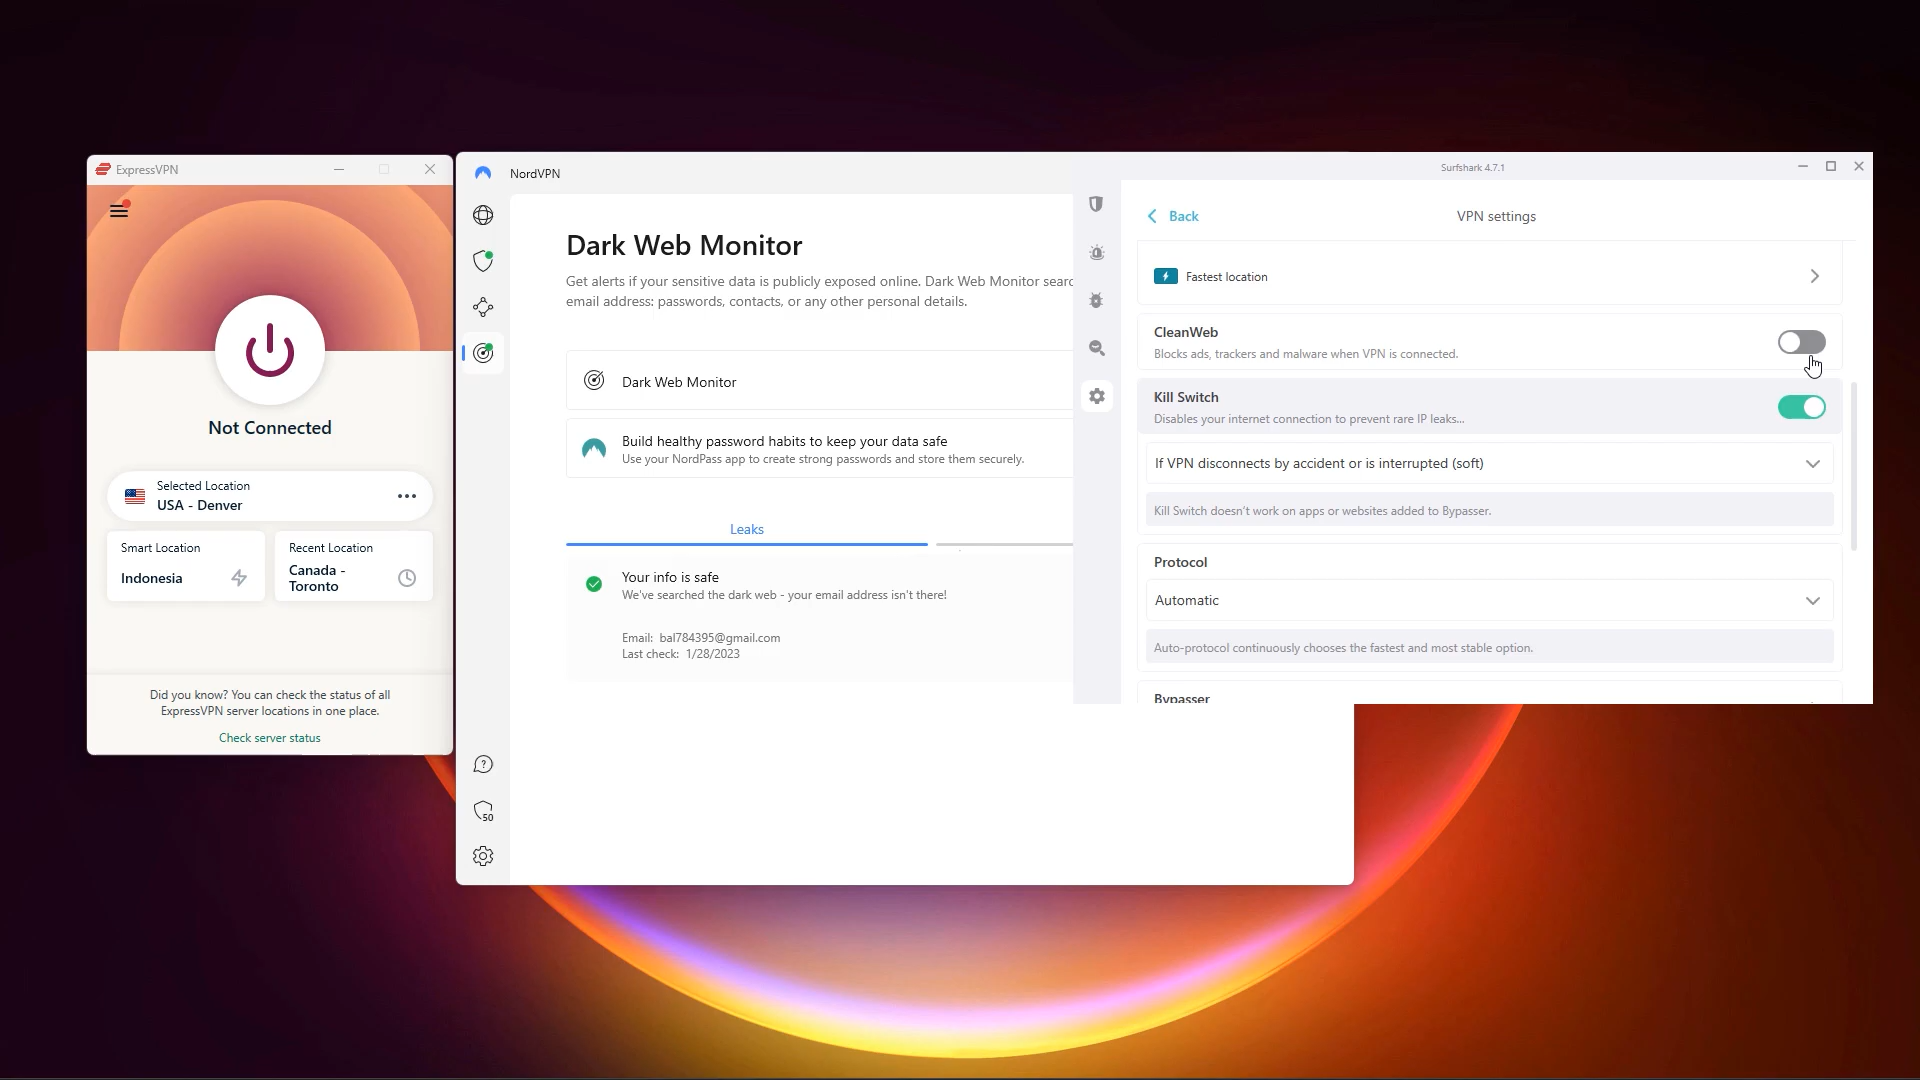 ExpressVPN
Not Connected
Selected Location
USA - Denver
Smart Location
Indonesia
Recent Location
Canada -
Toronto
Did you know? You can check the status of all
ExpressVPN server locations in one place.
Check server status
NordVPN
50
Dark Web Monitor
Get alerts if your sensitive data is publicly exposed online. Dark Web Monitor searc
email address: passwords, contacts, or any other personal details.
Dark Web Monitor
Build healthy password habits to keep your data safe
Use your NordPass app to create strong passwords and store them securely.
Leaks
Your info is safe
We've searched the dark web - your email address isn't there!
Email: bal784395@gmail.com
Last check: 1/28/2023
Surfshark 4.7.1
Back
VPN settings
Fastest location
CleanWeb
Blocks ads, trackers and malware when VPN is connected.
Kill Switch
Disables your internet connection to prevent rare IP leaks...
If VPN disconnects by accident or is interrupted (soft)
Kill Switch doesn't work on apps or websites added to Bypasser.
Protocol
Automatic
Auto-protocol continuously chooses the fastest and most stable option.
Bypasser